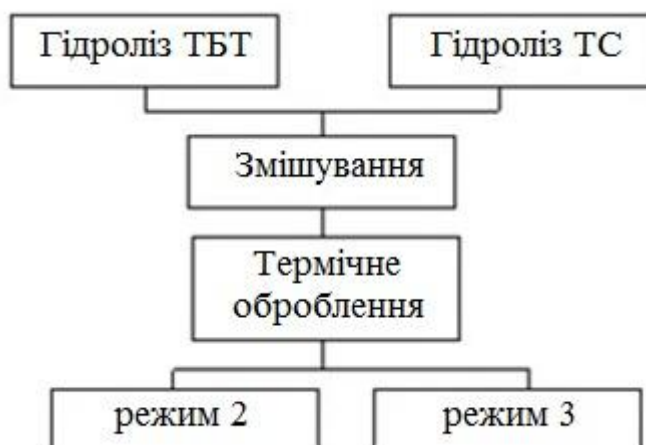 Гідроліз ТБТ
Гідроліз ТС
Змішування
Термічне
оброблення
режим 2
режим 3